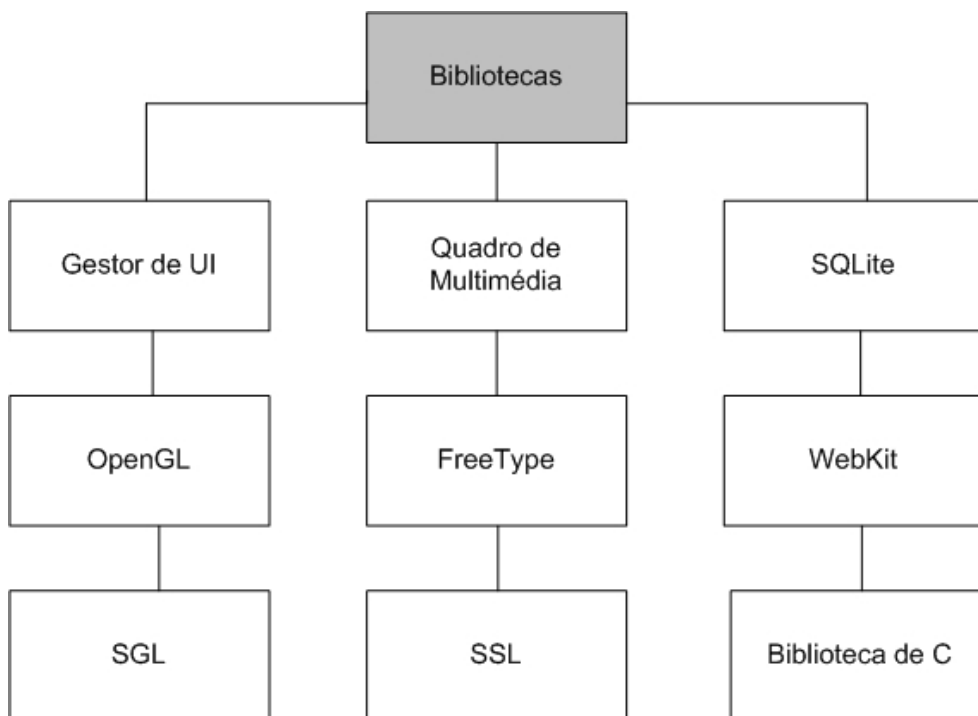 Bibliotecas
Gestor de UI
Quadro de
Multimédia
SQLite
OpenGL
FreeType
WebKit
SGL
SSL
Biblioteca de C